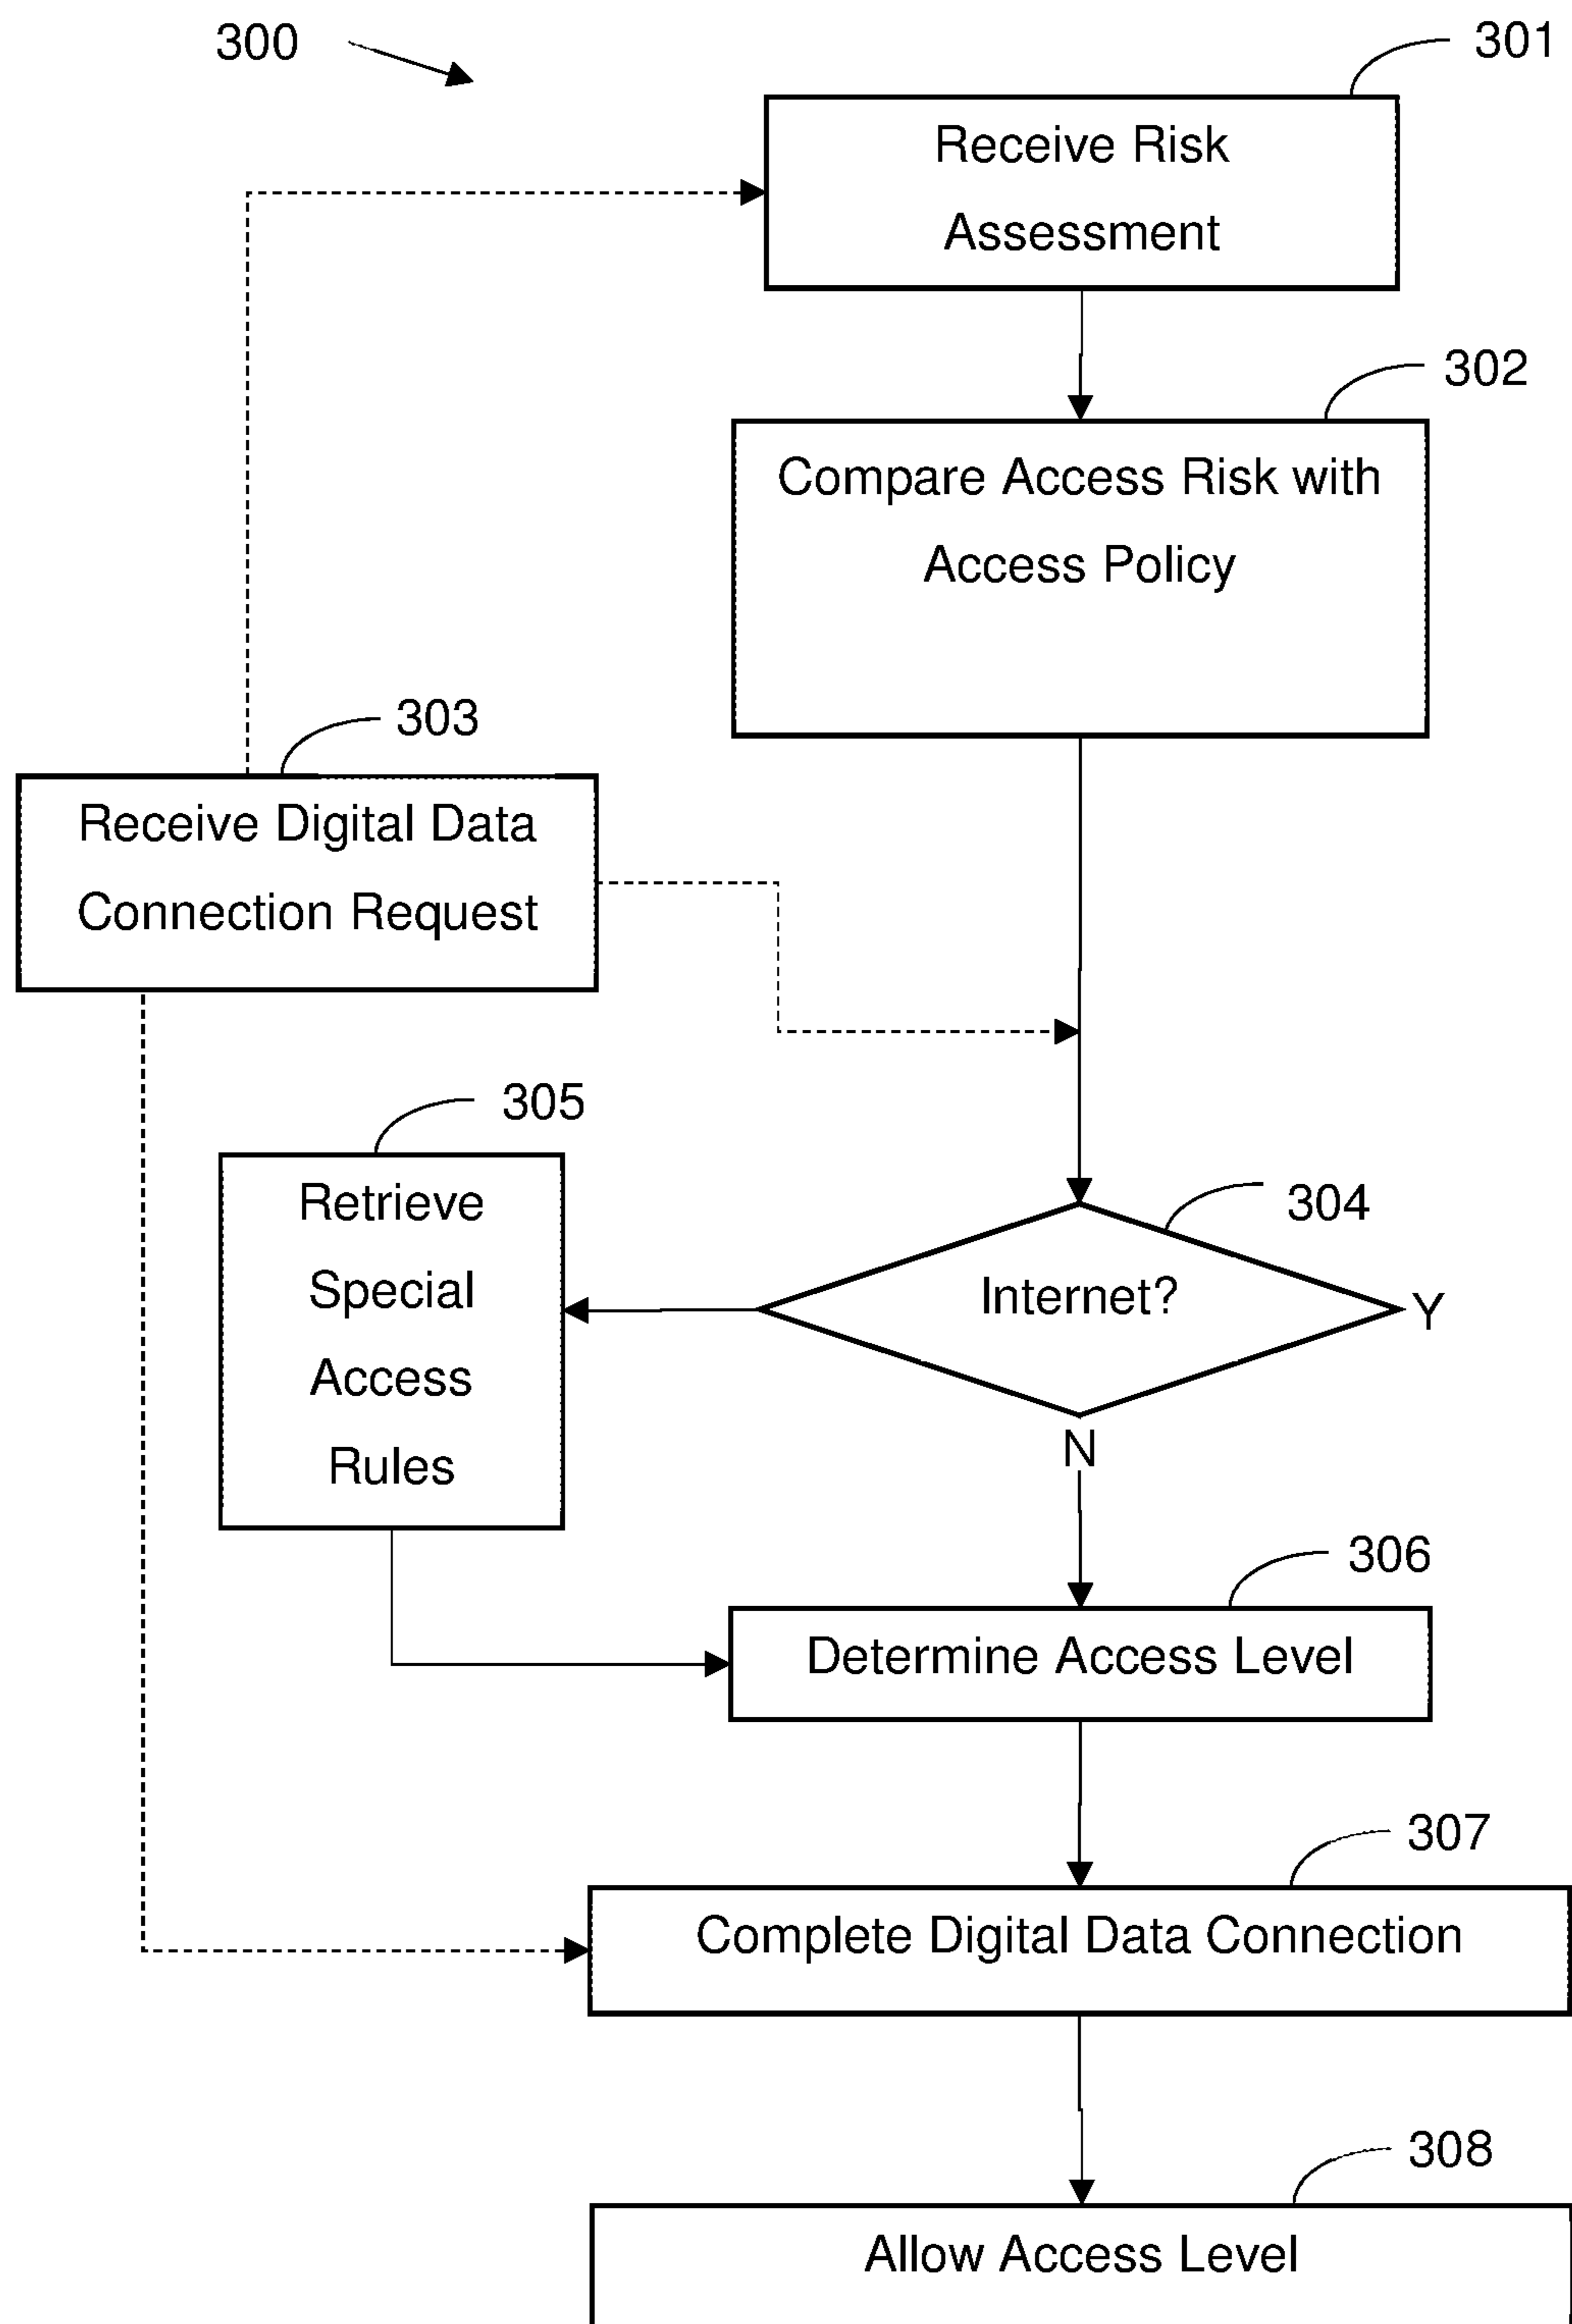 300
301
Receive Risk
Assessment
302
Compare Access Risk with
Access Policy
303
Receive Digital Data
Connection Request
305
Retrieve
Special
Access
Rules
304
Internet?
Y
N
306
Determine Access Level
307
Complete Digital Data Connection
308
Allow Access Level